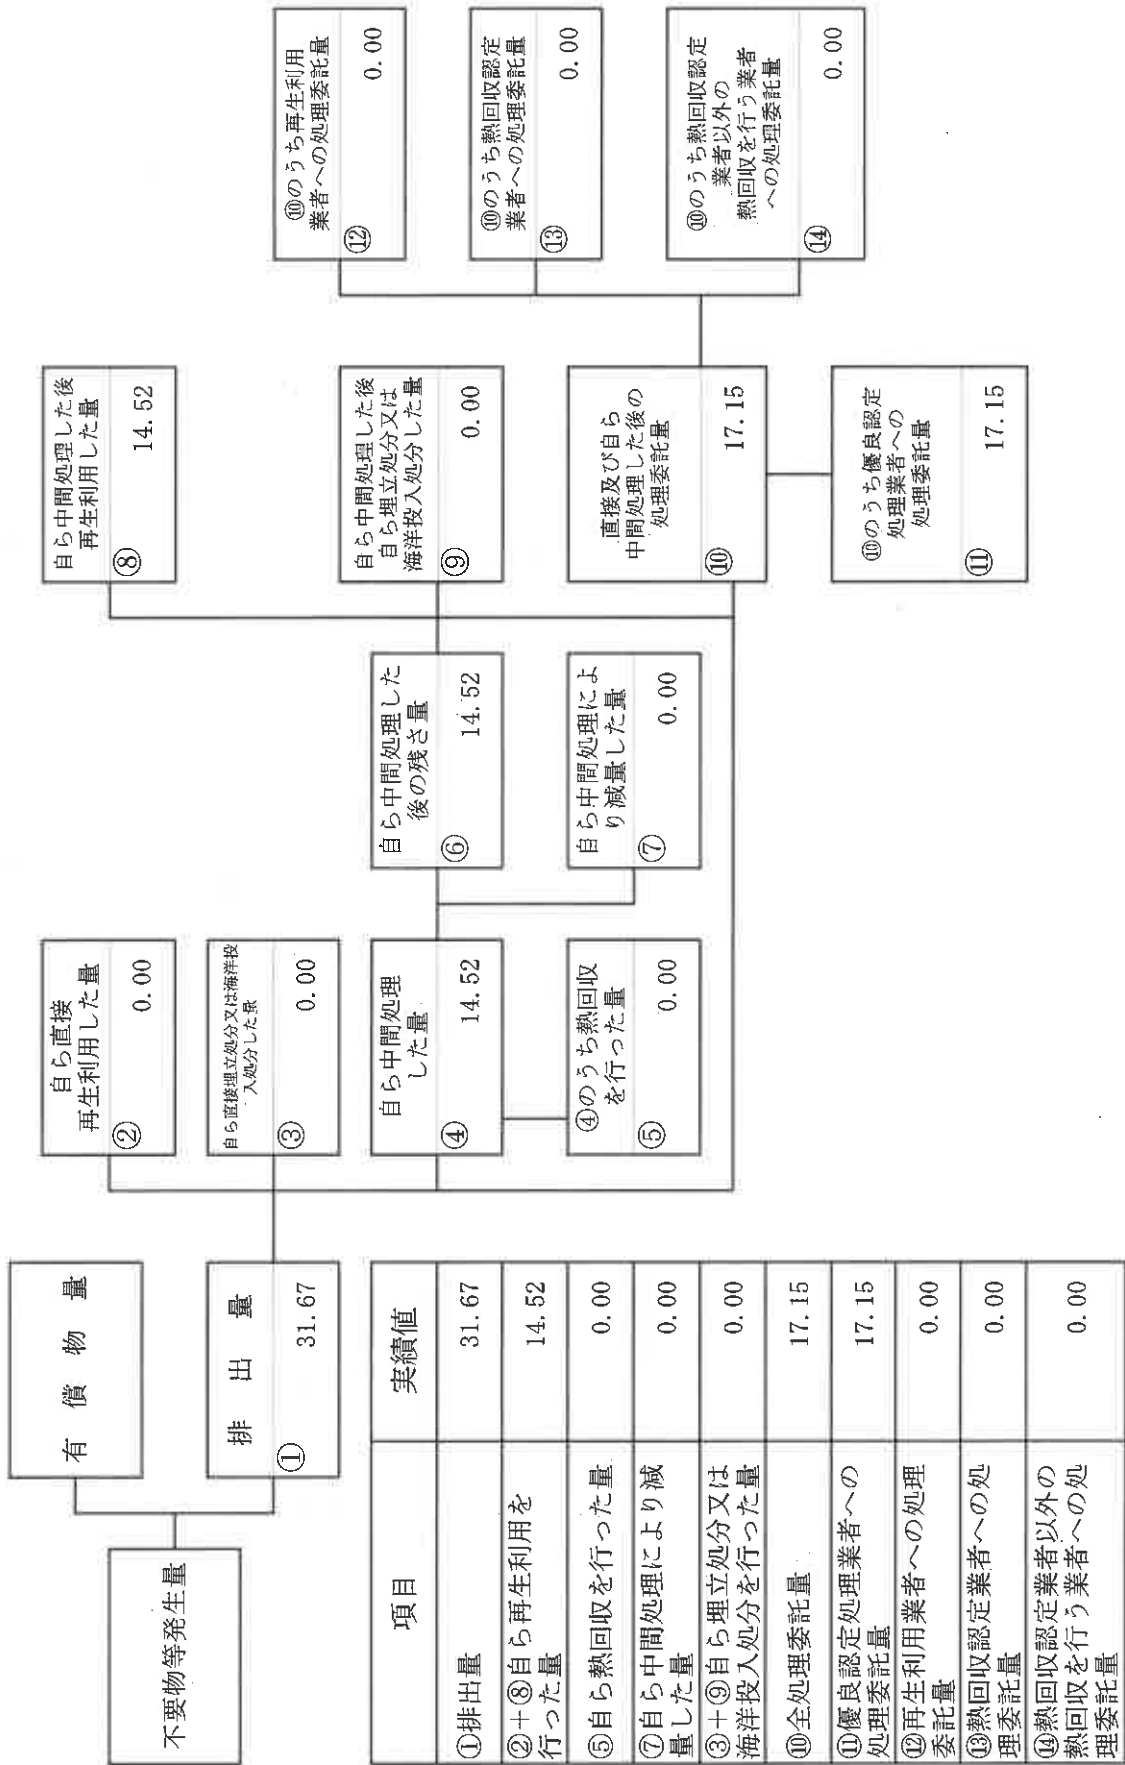 不要物等発生量
有償物量
排出量
① 31.67
自ら直接
再生利用した量
② 0.00
自ら直接埋立処分又は海洋投
入処分した量
③ 0.00
自ら中間処理
した量
④ 14.52
④のうち熱回収
を行った量
⑤ 0.00
自ら中間処理した
後の残さ量
⑥ 14.52
自ら中間処理によ
り減量した量
⑦ 0.00
自ら中間処理した後
再生利用した量
⑧ 14.52
自ら中間処理した後
自ら埋立処分又は
海洋投入処分した量
⑨ 0.00
直接及び自ら
中間処理した後の
処理委託量
⑩ 17.15
⑩のうち優良認定
処理業者への
処理委託量
⑪ 17.15
⑩のうち再生利用
業者への処理委託量
⑫ 0.00
⑩のうち熱回収認定
業者への処理委託量
⑬ 0.00
⑩のうち熱回収認定
業者以外の
熱回収を行う業者
への処理委託量
⑭ 0.00
項目 実績値
①排出量 31.67
②+⑧自ら再生利用を
行った量 14.52
⑤自ら熱回収を行った量 0.00
⑦自ら中間処理により減
量した量 0.00
③+⑨自ら埋立処分又は
海洋投入処分を行った量 0.00
⑩全処理委託量 17.15
⑪優良認定処理業者への
処理委託量 17.15
⑫再生利用業者への処理
委託量 0.00
⑬熱回収認定業者への処
理委託量 0.00
⑭熱回収認定業者以外の
熱回収を行う業者への処
理委託量 0.00